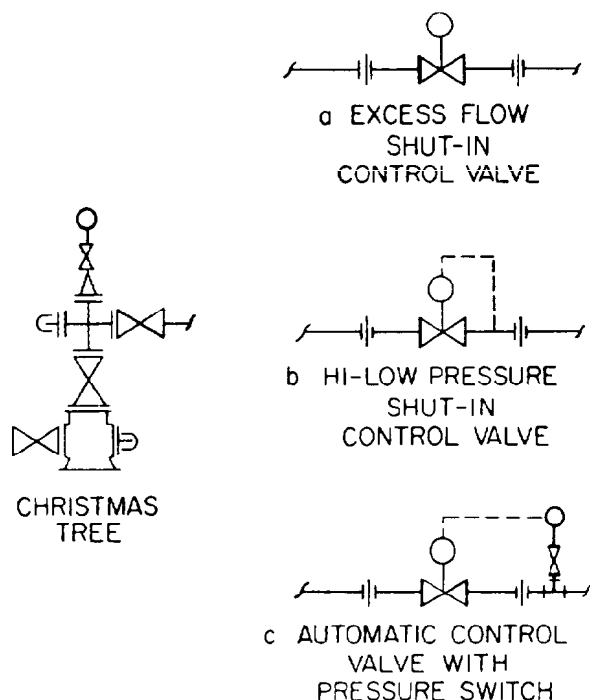 a EXCESS FLOW
SHUT-IN
CONTROL VALVE
b HI-LOW PRESSURE
SHUT-IN
CONTROL VALVE
CHRISTMAS
TREE
c AUTOMATIC CONTROL
VALVE WITH
PRESSURE SWITCH